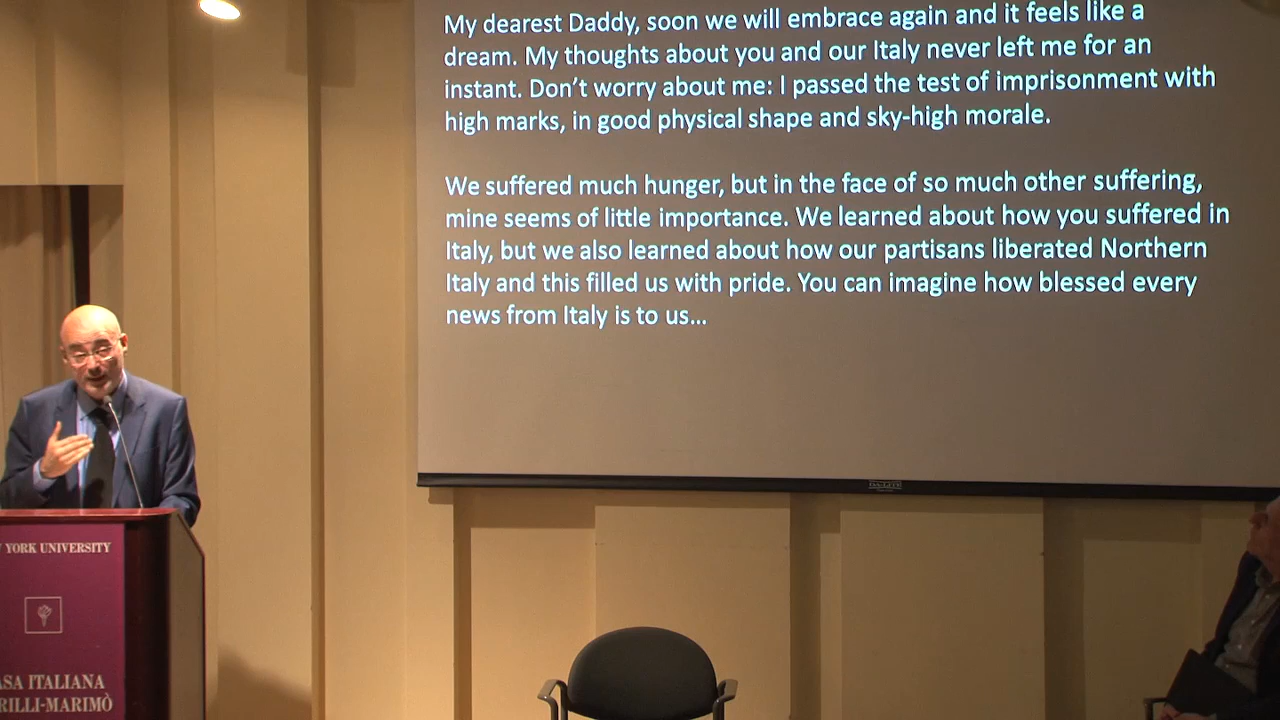 My dearest Daddy, soon we will embrace again and it feels like a
dream. My thoughts about you and our Italy never left me for an
instant. Don't worry about me: I passed the test of imprisonment with
high marks, in good physical shape and sky-high morale.
We suffered much hunger, but in the face of so much other suffering,
mine seems of little importance. We learned about how you suffered in
Italy, but we also learned about how our partisans liberated Northern
Italy and this filled us with pride. You can imagine how blessed every
news from Italy is to us...
YORK UNIVERSITY
ASA ITALIANA
RILLI-MARIMÒ
DA-LITE